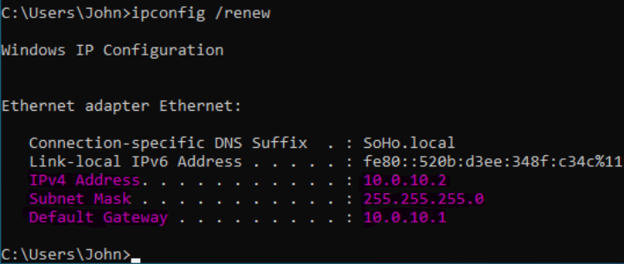 C:\Users\John>ipconfig /renew
Windows IP Configuration
Ethernet adapter Ethernet:
Connection-specific DNS Suffix  . : SoHo.local
Link-local IPv6 Address . . . . . : fe80::520b:d3ee:348f:c34c%11
IPv4 Address. . . . . . . . . . . : 10.0.10.2
Subnet Mask . . . . . . . . . . . : 255.255.255.0
Default Gateway . . . . . . . . . : 10.0.10.1
C:\Users\John>